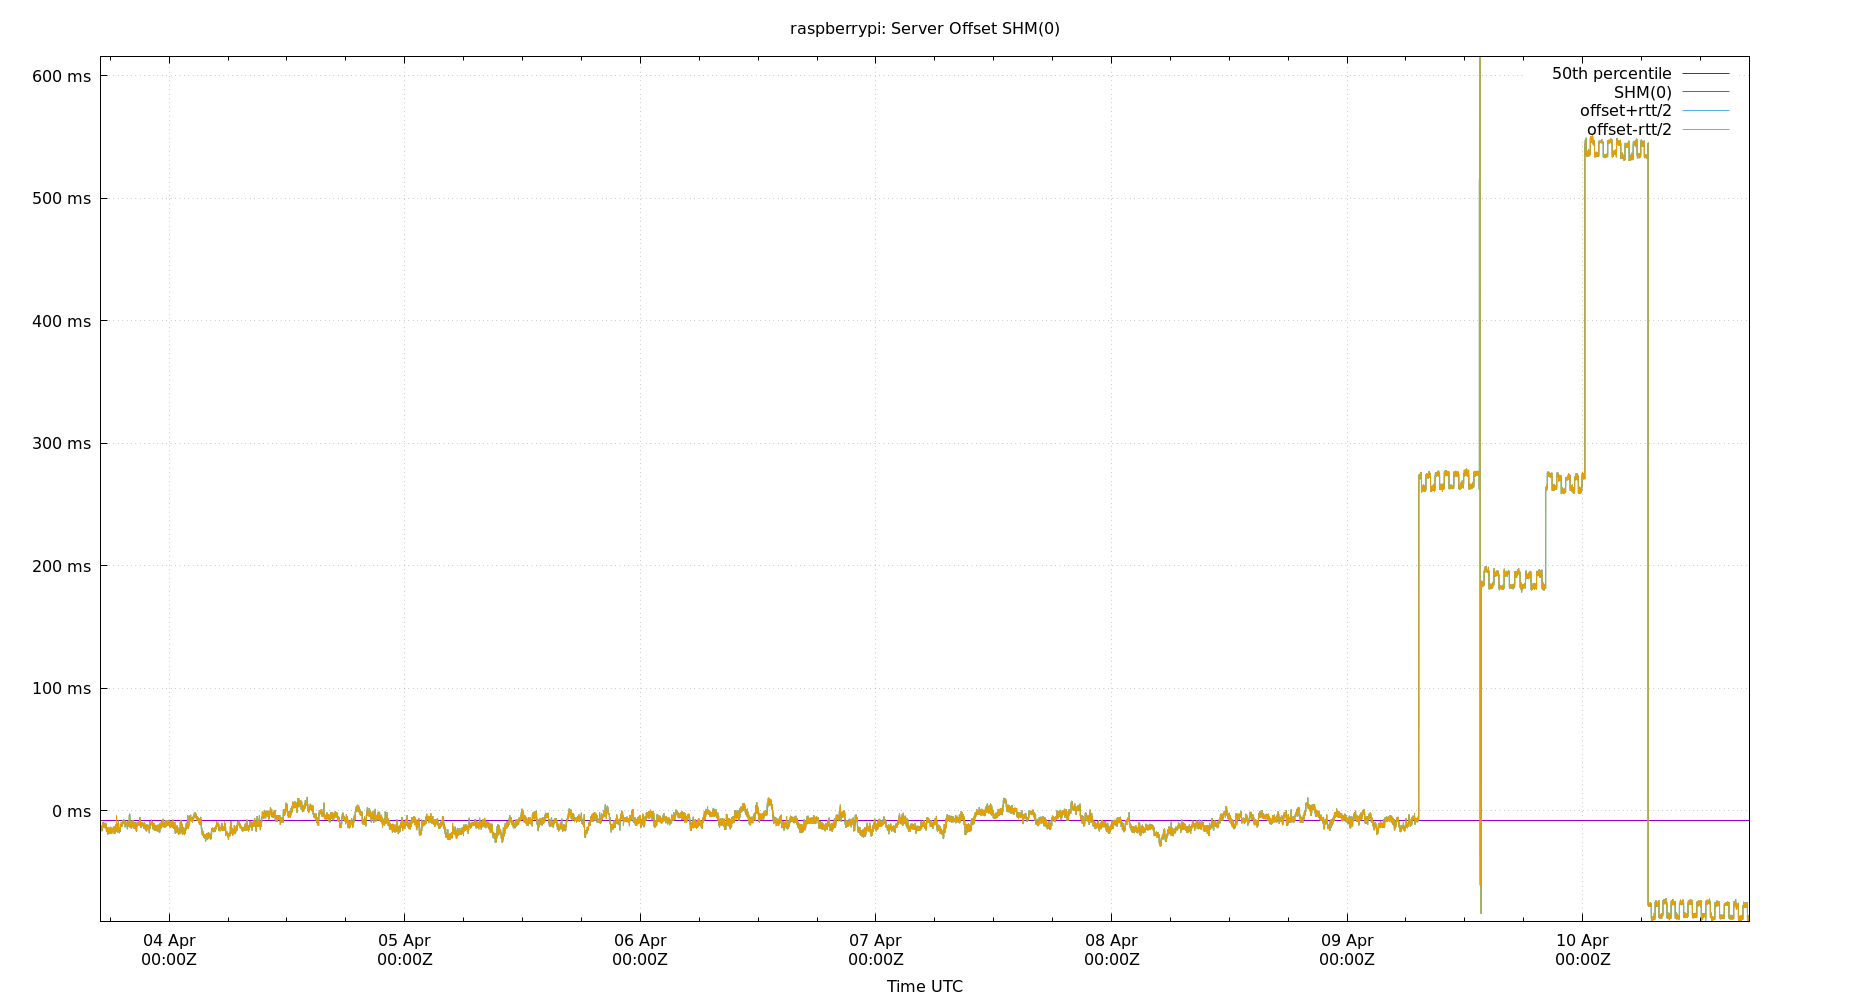 raspberrypi: Server Offset SHM(0)
600 ms
500 ms
400 ms
300 ms
200 ms
100 ms
0 ms
50th percentile
SHM(0)
offset+rtt/2
offset-rtt/2
04 Apr 05 Apr 06 Apr 07 Apr 08 Apr 09 Apr 10 Apr
00:00Z 00:00Z 00:00Z 00:00Z 00:00Z 00:00Z 00:00Z
Time UTC